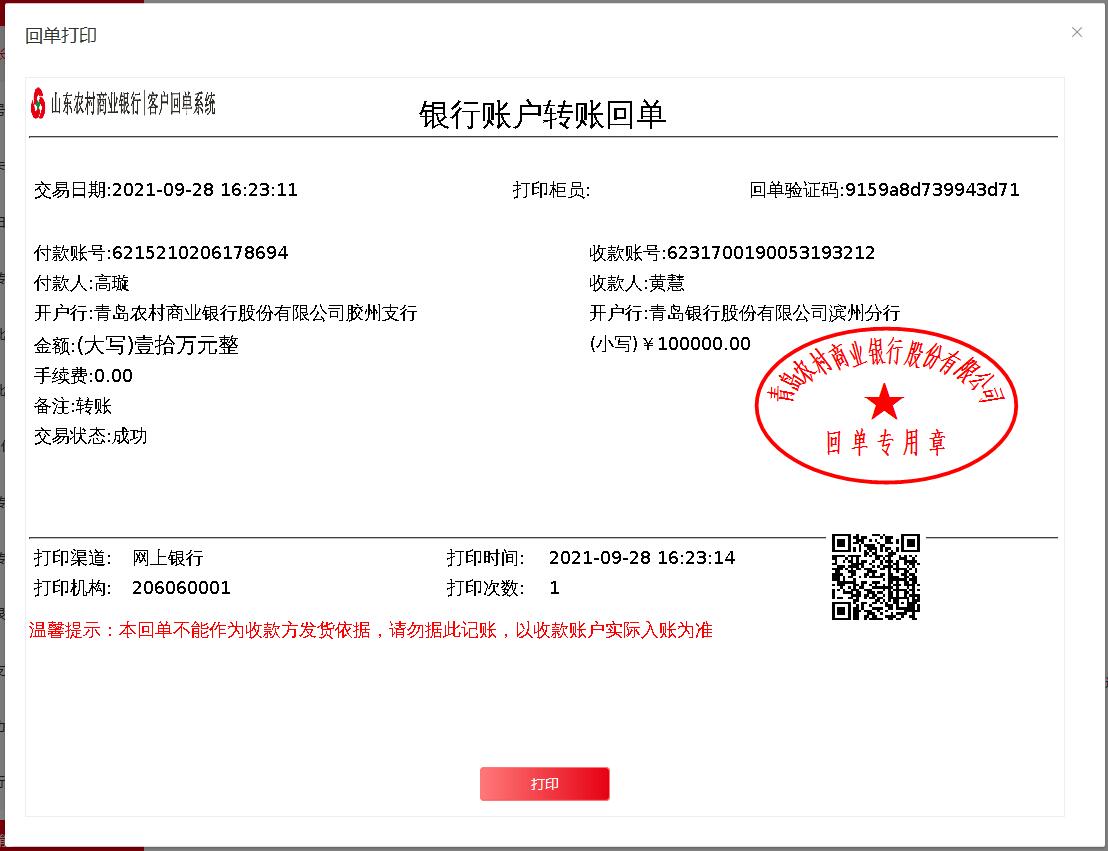 回单打印
山东农村商业银行|客户回单系统
银行账户转账回单
交易日期:2021-09-28 16:23:11 打印柜员: 回单验证码:9159a8d739943d71
付款账号:6215210206178694 收款账号:6231700190053193212
付款人:高璇 收款人:黄慧
开户行:青岛农村商业银行股份有限公司胶州支行 开户行:青岛银行股份有限公司滨州分行
金额:(大写)壹拾万元整 (小写)￥100000.00
手续费:0.00
备注:转账
交易状态:成功
青岛农村商业银行股份有限公司
回单专用章
打印渠道: 网上银行 打印时间: 2021-09-28 16:23:14
打印机构: 206060001 打印次数: 1
温馨提示：本回单不能作为收款方发货依据，请勿据此记账，以收款账户实际入账为准
打印